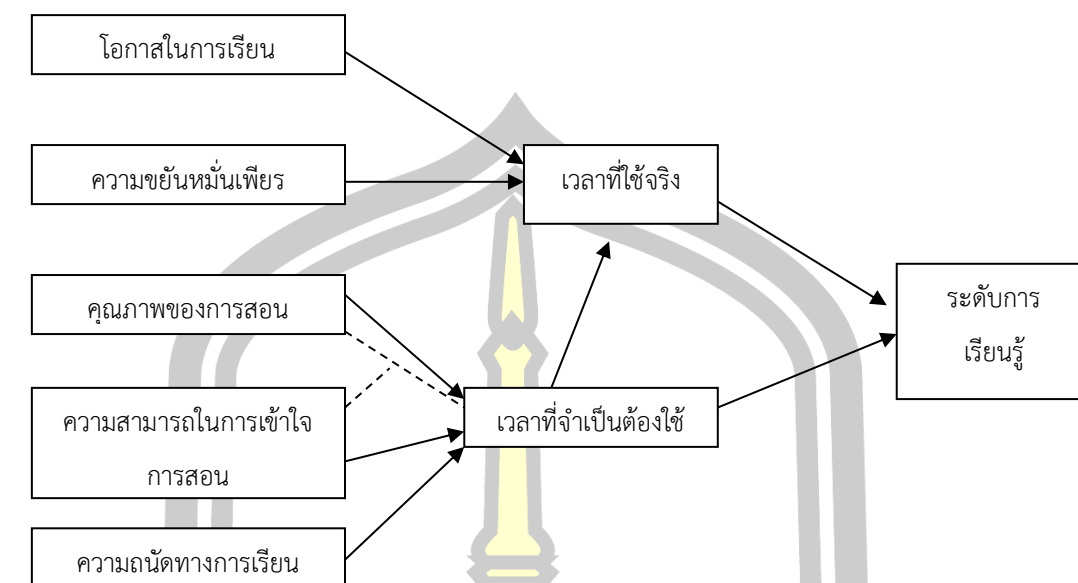 โอกาสในการเรียน
ความขยันหมั่นเพียร
เวลาที่ใช้จริง
คุณภาพของการสอน
ระดับการ
เรียนรู้
ความสามารถในการเข้าใจ
การสอน
เวลาที่จำเป็นต้องใช้
ความถนัดทางการเรียน